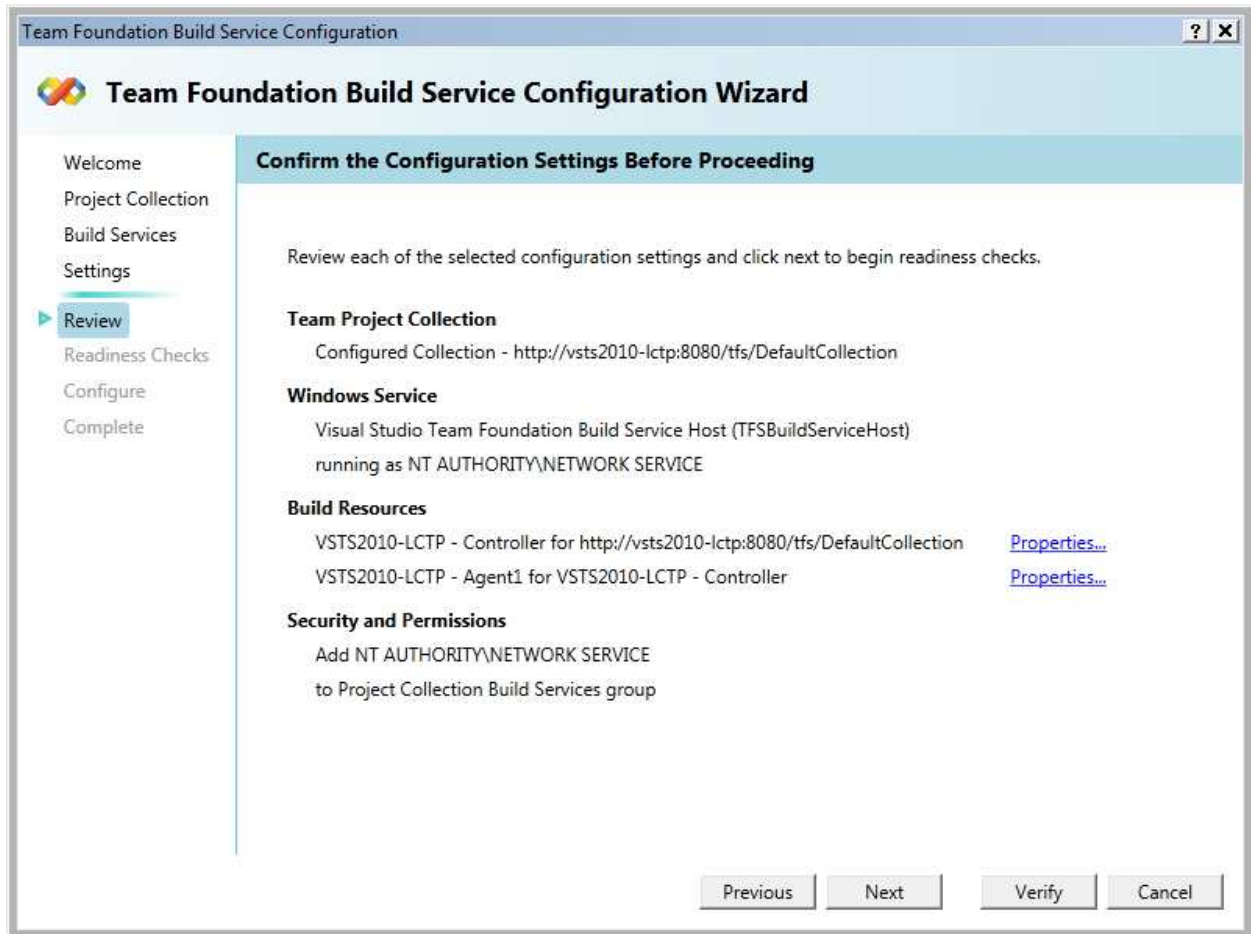 Team Foundation Build Service Configuration
Team Foundation Build Service Configuration Wizard
Welcome
Project Collection
Build Services
Settings
Review
Readiness Checks
Configure
Complete
Confirm the Configuration Settings Before Proceeding
Review each of the selected configuration settings and click next to begin readiness checks.
Team Project Collection
Configured Collection - http://vsts2010-lctp:8080/tfs/DefaultCollection
Windows Service
Visual Studio Team Foundation Build Service Host (TFSBuildServiceHost)
running as NT AUTHORITY\NETWORK SERVICE
Build Resources
VSTS2010-LCTP - Controller for http://vsts2010-lctp:8080/tfs/DefaultCollection Properties...
VSTS2010-LCTP - Agent1 for VSTS2010-LCTP - Controller Properties...
Security and Permissions
Add NT AUTHORITY\NETWORK SERVICE
to Project Collection Build Services group
Previous Next Verify Cancel